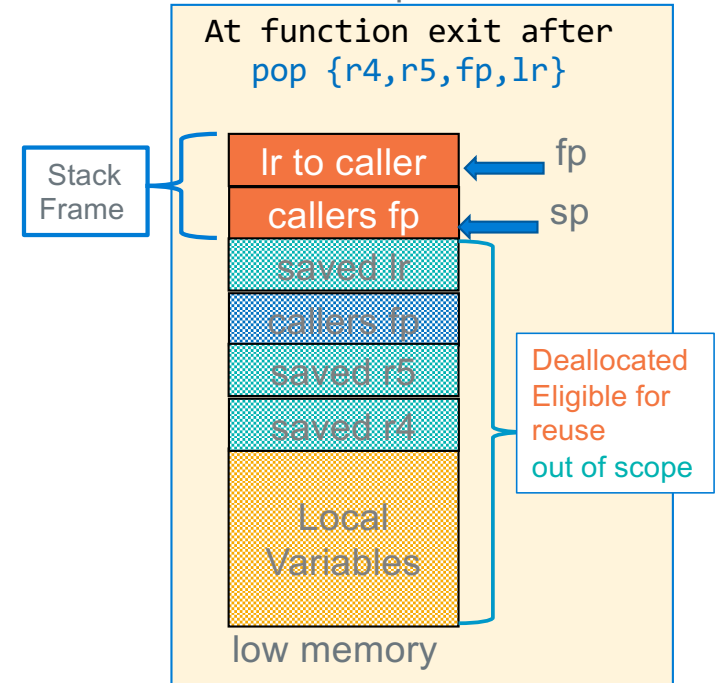 At function exit after
pop {r4,r5,fp,lr}
lr to caller
fp
Stack
Frame
callers fp
sp
saved lr
callers fp
saved r5
saved r4
Deallocated
Eligible for
reuse
out of scope
Local
Variables
low memory